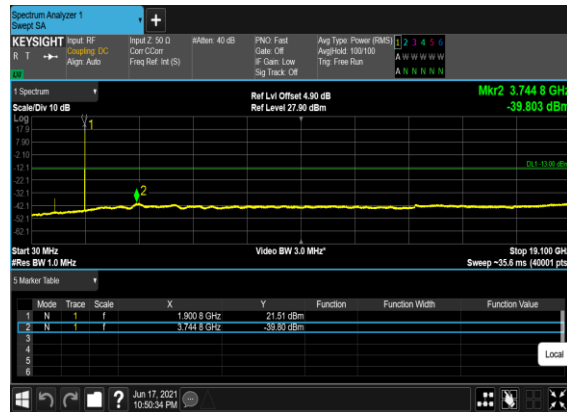 Spectrum Analyzer 1
Swept SA
+
KEYSIGHT Input: RF Input Z: 50 Ω #Atten: 40 dB PNO: Fast Avg Type: Power (RMS) 1 2 3 4 5 6
R T Coupling: DC Corr CCorr Gate: Off Avg|Hold: 100/100 A W W W W W
Align: Auto Freq Ref: Int (S) IF Gain: Low Trig: Free Run
Sig Track: Off A N N N N N
1 Spectrum Ref Lvl Offset 4.90 dB Mkr2 3.744 8 GHz
Scale/Div 10 dB Ref Level 27.90 dBm -39.803 dBm
Log
17.9
7.90
-2.10
-12.1
-22.1
-32.1
-42.1
-52.1
-62.1
1
DL1 -13.00 dBm
2
Start 30 MHz Video BW 3.0 MHz* Stop 19.100 GHz
#Res BW 1.0 MHz Sweep ~35.6 ms (40001 pts)
5 Marker Table
Mode Trace Scale X Y Function Function Width Function Value
1 N 1 f 1.900 8 GHz 21.51 dBm
2 N 1 f 3.744 8 GHz -39.80 dBm
3
4
5
6
Local
? Jun 17, 2021
10:50:34 PM